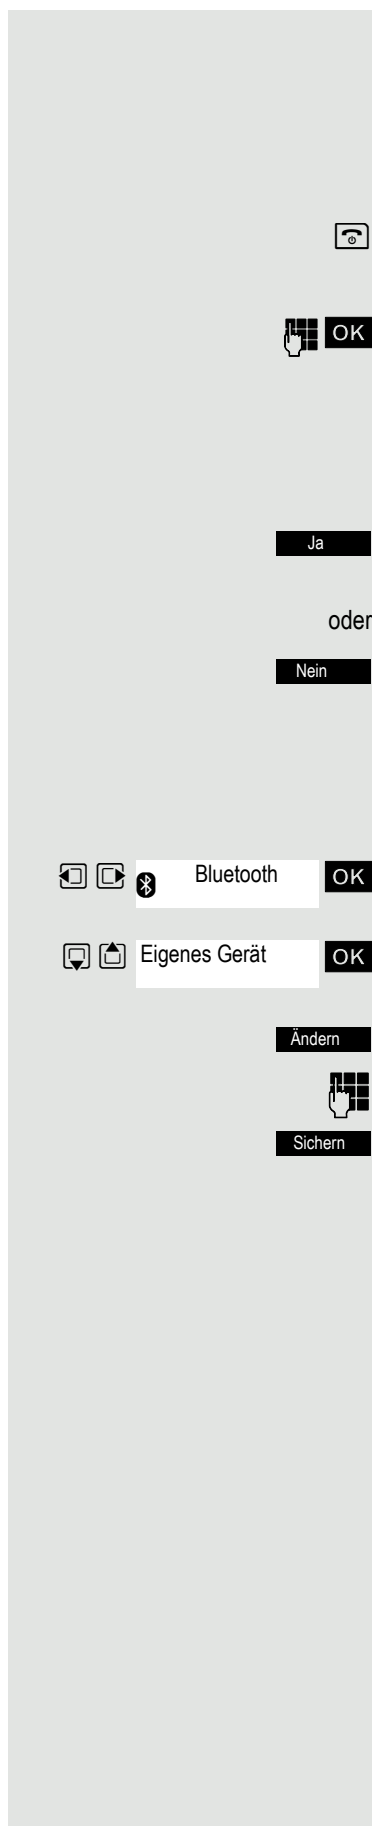 OK
Ja
oder
Nein
Bluetooth OK
Eigenes Gerät OK
Ändern
Sichern